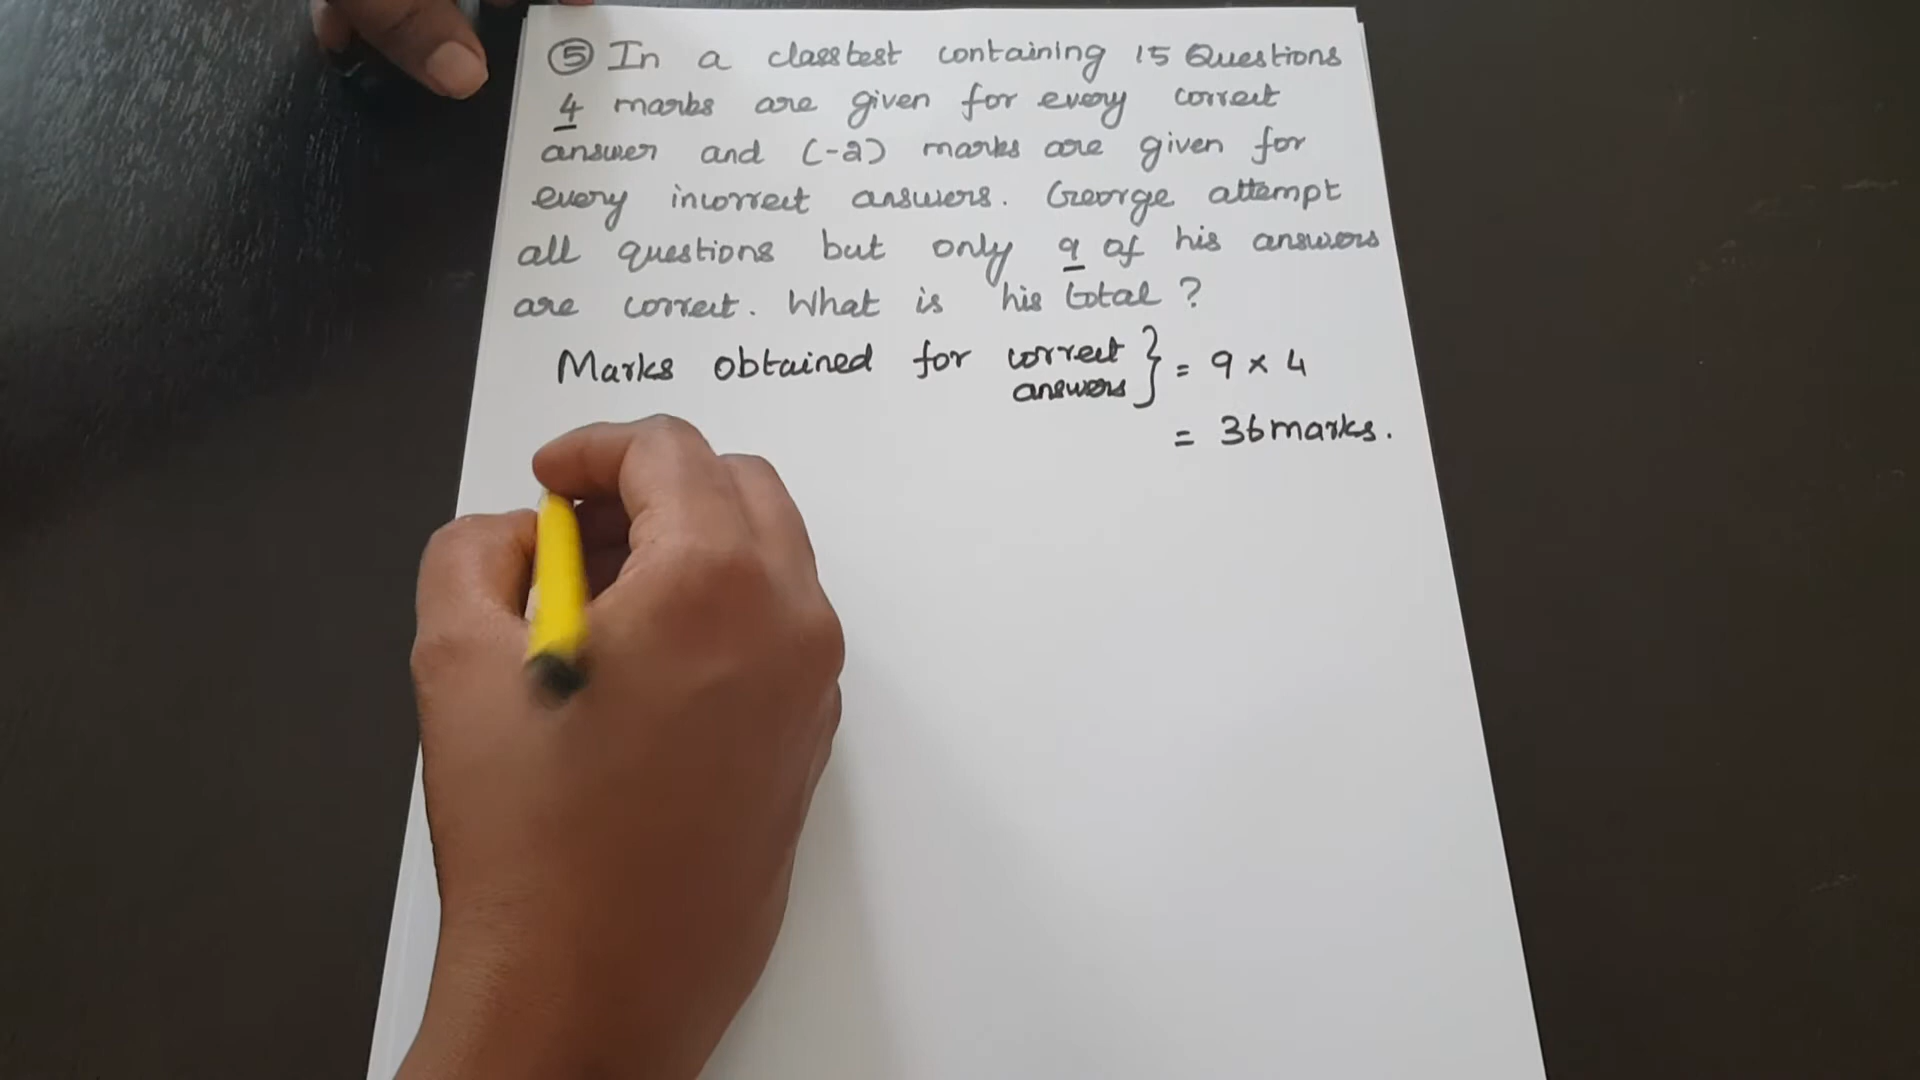 ⑤ In a classtest containing 15 Questions
4 marks are given for every correct
answer and (-2) marks are given for
every incorrect answers. George attempt
all questions but only 9 of his answers
are correct. What is his total ?
Marks obtained for correct answers } = 9 × 4
= 36 marks.